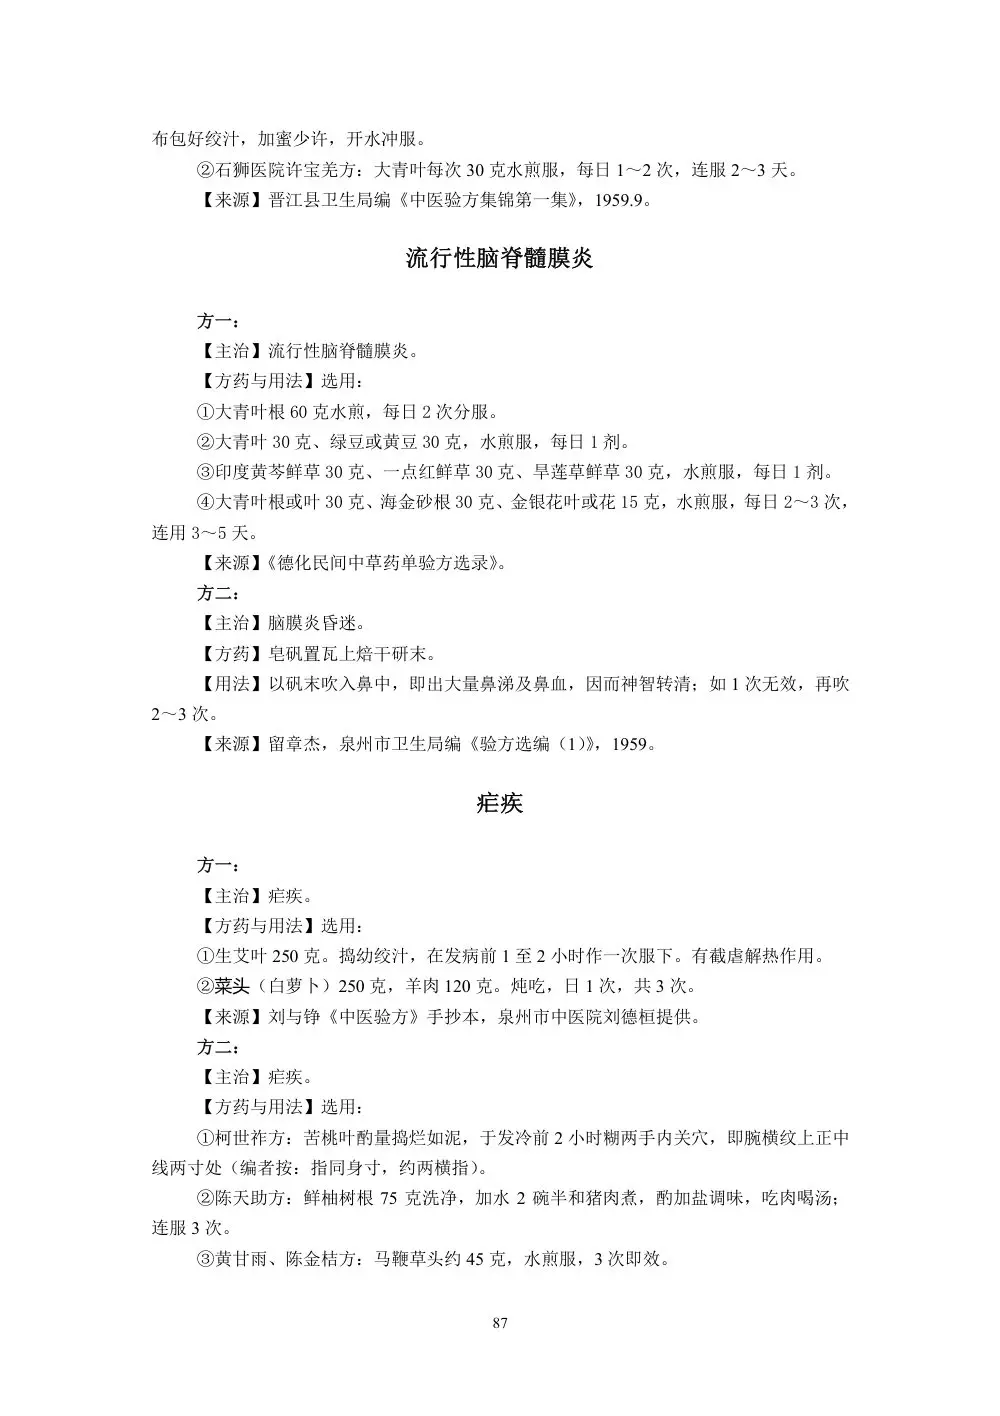 布包好绞汁，加蜜少许，开水冲服。
②石狮医院许宝羌方：大青叶每次 30 克水煎服，每日 1～2 次，连服 2～3 天。
【来源】晋江县卫生局编《中医验方集锦第一集》，1959.9。
流行性脑脊髓膜炎
方一：
【主治】流行性脑脊髓膜炎。
【方药与用法】选用：
①大青叶根 60 克水煎，每日 2 次分服。
②大青叶 30 克、绿豆或黄豆 30 克，水煎服，每日 1 剂。
③印度黄芩鲜草 30 克、一点红鲜草 30 克、旱莲草鲜草 30 克，水煎服，每日 1 剂。
④大青叶根或叶 30 克、海金砂根 30 克、金银花叶或花 15 克，水煎服，每日 2～3 次，
连用 3～5 天。
【来源】《德化民间中草药单验方选录》。
方二：
【主治】脑膜炎昏迷。
【方药】皂矾置瓦上焙干研末。
【用法】以矾末吹入鼻中，即出大量鼻涕及鼻血，因而神智转清；如 1 次无效，再吹
2～3 次。
【来源】留章杰，泉州市卫生局编《验方选编（1）》，1959。
疟疾
方一：
【主治】疟疾。
【方药与用法】选用：
①生艾叶 250 克。捣幼绞汁，在发病前 1 至 2 小时作一次服下。有截虐解热作用。
②菜头（白萝卜）250 克，羊肉 120 克。炖吃，日 1 次，共 3 次。
【来源】刘与铮《中医验方》手抄本，泉州市中医院刘德桓提供。
方二：
【主治】疟疾。
【方药与用法】选用：
①柯世祚方：苦桃叶酌量捣烂如泥，于发冷前 2 小时糊两手内关穴，即腕横纹上正中
线两寸处（编者按：指同身寸，约两横指）。
②陈天助方：鲜柚树根 75 克洗净，加水 2 碗半和猪肉煮，酌加盐调味，吃肉喝汤；
连服 3 次。
③黄甘雨、陈金桔方：马鞭草头约 45 克，水煎服，3 次即效。
87